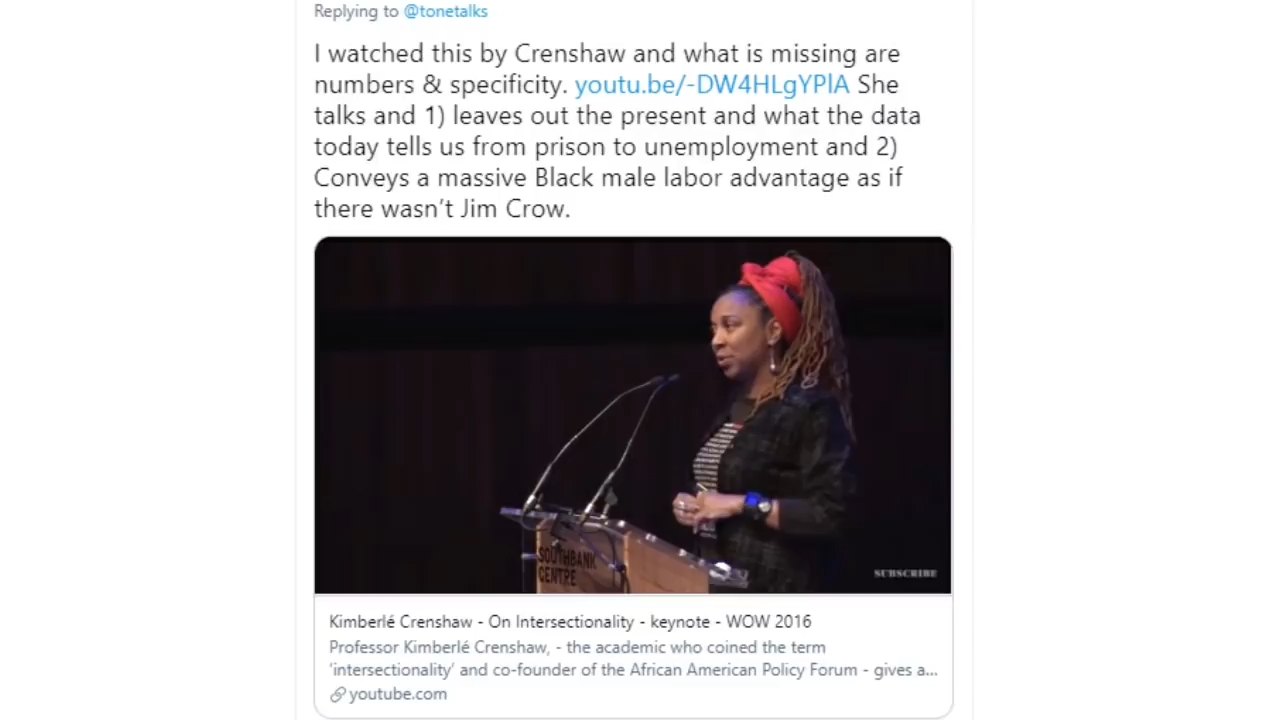 Replying to @tonetalks
I watched this by Crenshaw and what is missing are
numbers & specificity. youtu.be/-DW4HLgYPlA She
talks and 1) leaves out the present and what the data
today tells us from prison to unemployment and 2)
Conveys a massive Black male labor advantage as if
there wasn’t Jim Crow.
SOUTHBANK
CENTRE
SUBSCRIBE
Kimberlé Crenshaw - On Intersectionality - keynote - WOW 2016
Professor Kimberlé Crenshaw, - the academic who coined the term
'intersectionality' and co-founder of the African American Policy Forum - gives a...
youtube.com